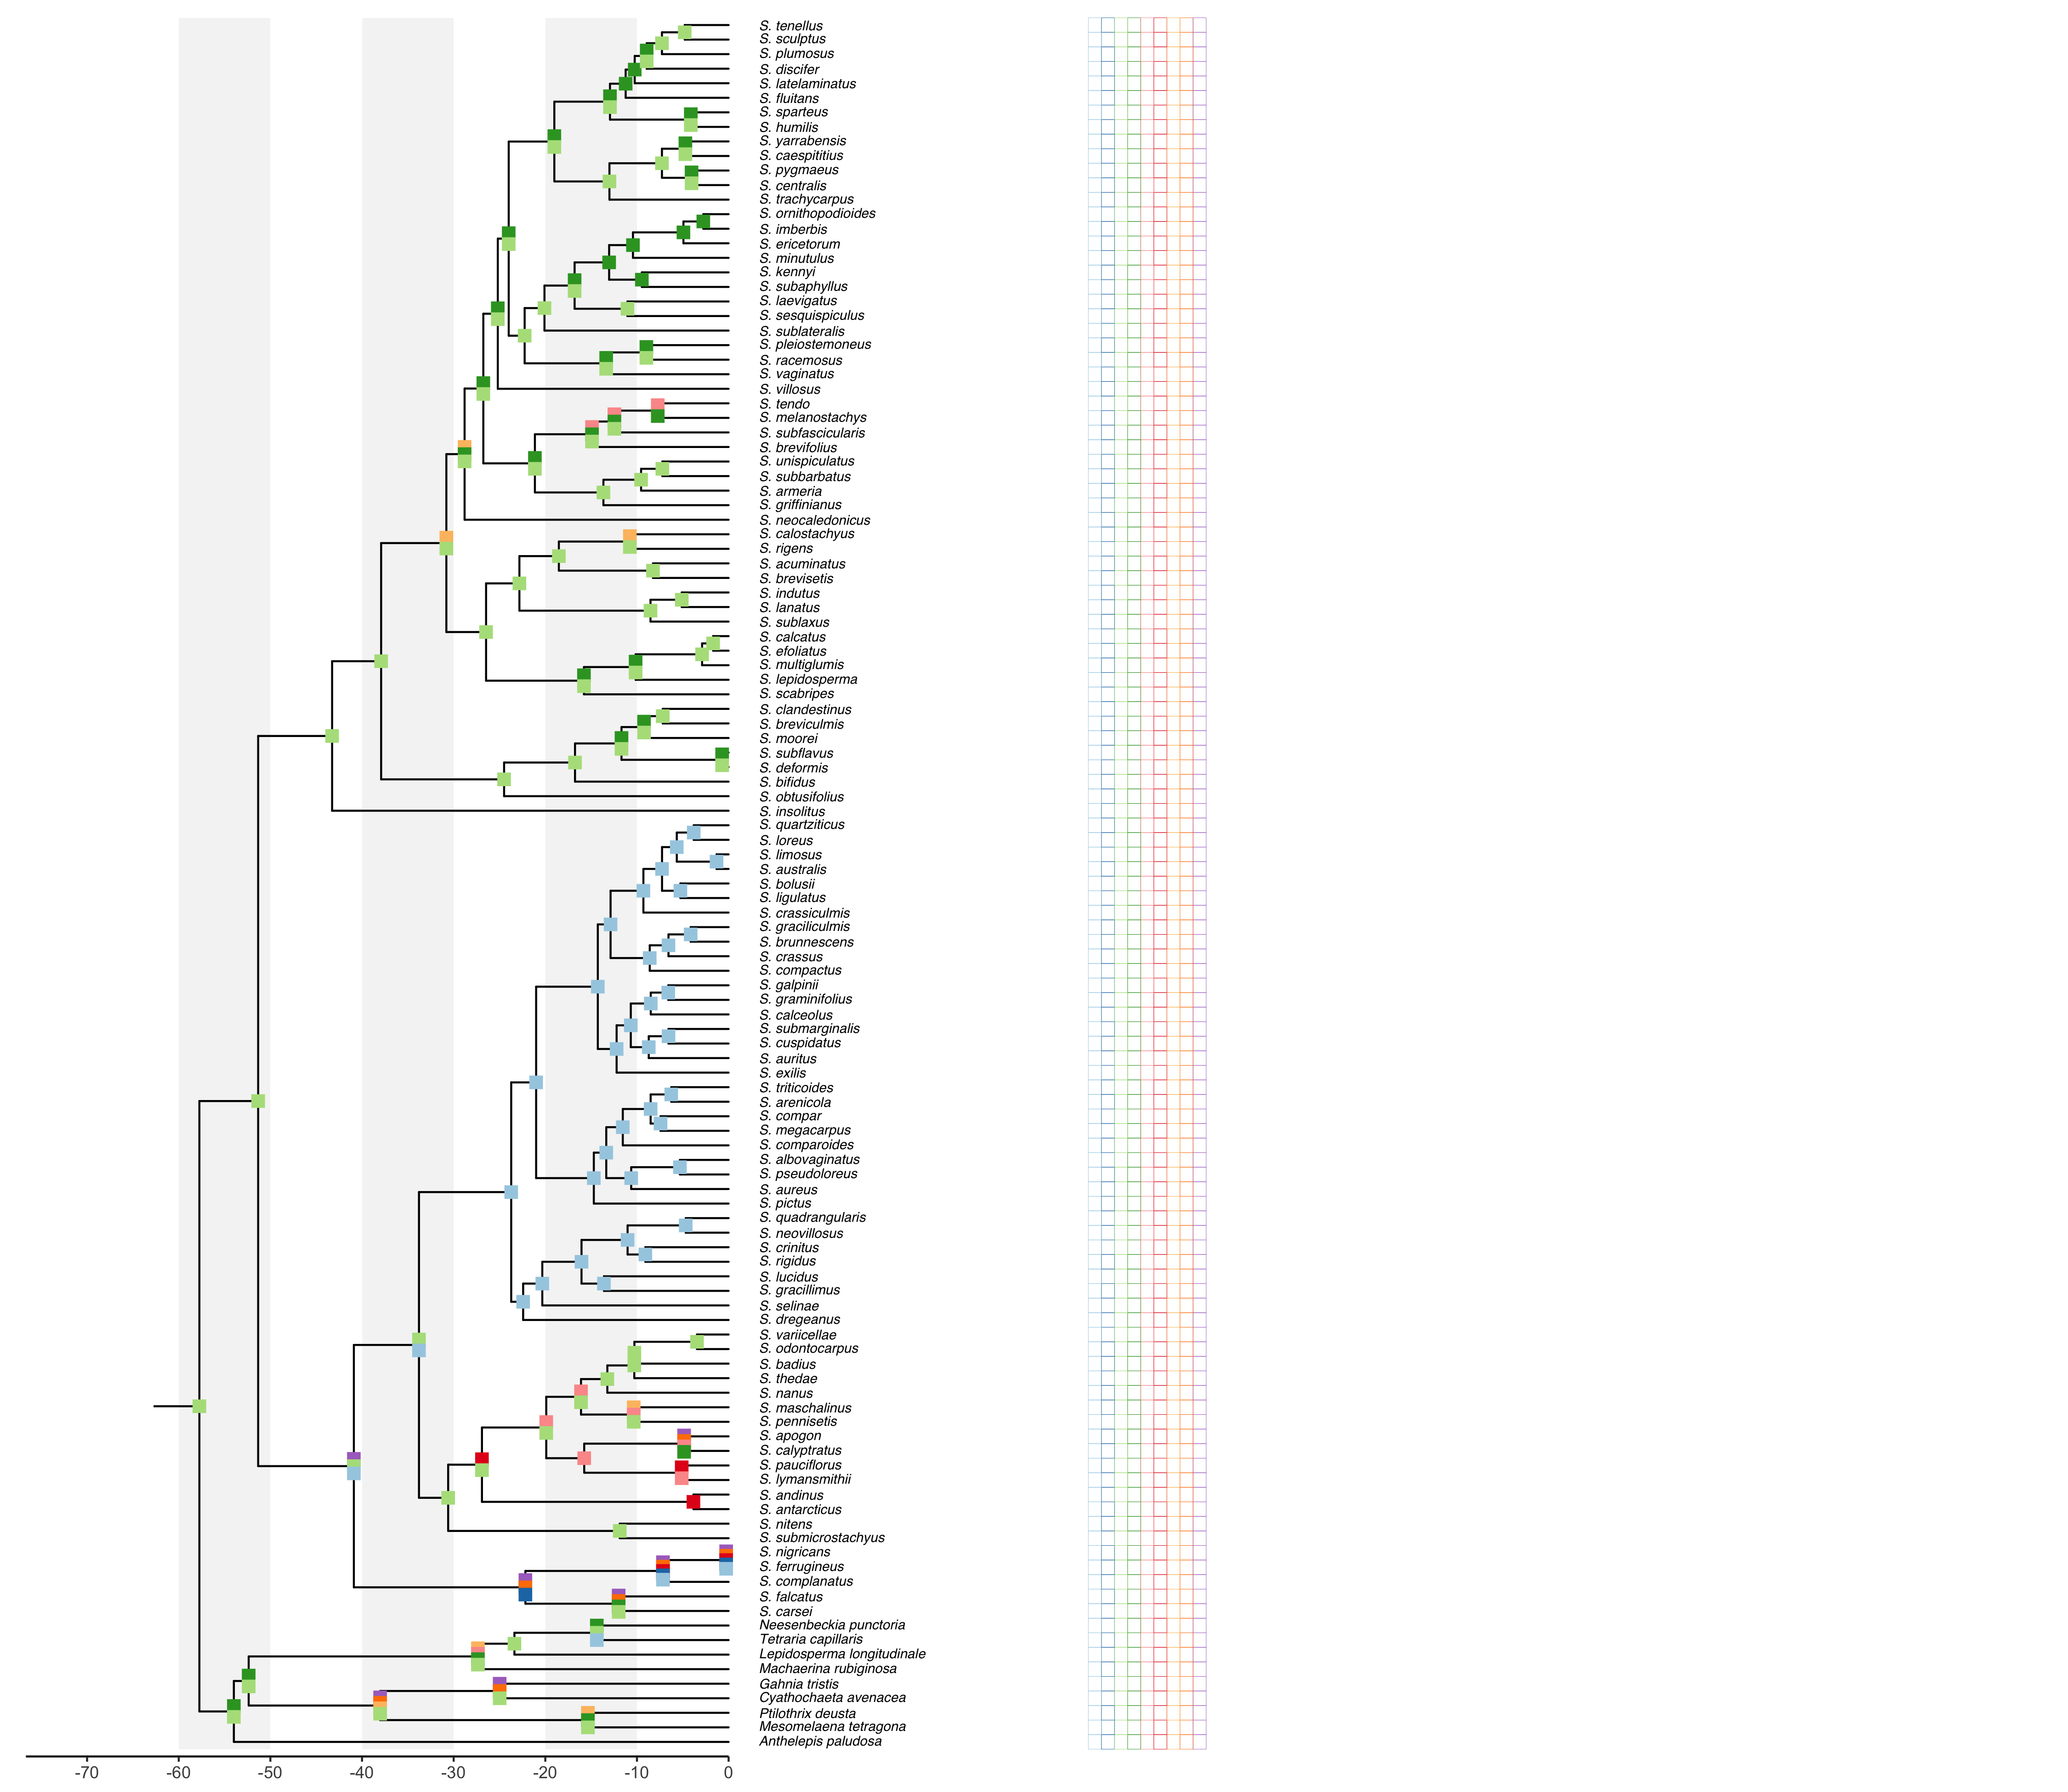 S. tenellus
S. sculptus
S. plumosus
S. discifer
S. latelaminatus
S. fluitans
S. sparteus
S. humilis
S. yarrabensis
S. caespititius
S. pygmaeus
S. centralis
S. trachycarpus
S. ornithopodioides
S. imberbis
S. ericetorum
S. minutulus
S. kennyi
S. subaphyllus
S. laevigatus
S. sesquispiculus
S. sublateralis
S. pleiostemoneus
S. racemosus
S. vaginatus
S. villosus
S. tendo
S. melanostachys
S. subfascicularis
S. brevifolius
S. unispiculatus
S. subbarbatus
S. armeria
S. griffinianus
S. neocaledonicus
S. calostachyus
S. rigens
S. acuminatus
S. brevisetis
S. indutus
S. lanatus
S. sublaxus
S. calcatus
S. efoliatus
S. multiglumis
S. lepidosperma
S. scabripes
S. clandestinus
S. breviculmis
S. moorei
S. subflavus
S. deformis
S. bifidus
S. obtusifolius
S. insolitus
S. quartziticus
S. loreus
S. limosus
S. australis
S. bolusii
S. ligulatus
S. crassiculmis
S. graciliculmis
S. brunnescens
S. crassus
S. compactus
S. galpinii
S. graminifolius
S. calceolus
S. submarginalis
S. cuspidatus
S. auritus
S. exilis
S. triticoides
S. arenicola
S. compar
S. megacarpus
S. comparoides
S. albovaginatus
S. pseudoloreus
S. aureus
S. pictus
S. quadrangularis
S. neovillosus
S. crinitus
S. rigidus
S. lucidus
S. gracillimus
S. selinae
S. dregeanus
S. variicellae
S. odontocarpus
S. badius
S. thedae
S. nanus
S. maschalinus
S. pennisetis
S. apogon
S. calyptratus
S. pauciflorus
S. lymansmithii
S. andinus
S. antarcticus
S. nitens
S. submicrostachyus
S. nigricans
S. ferrugineus
S. complanatus
S. falcatus
S. carsei
Neesenbeckia punctoria
Tetraria capillaris
Lepidosperma longitudinale
Machaerina rubiginosa
Gahnia tristis
Cyathochaeta avenacea
Ptilothrix deusta
Mesomelaena tetragona
Anthelepis paludosa
-70 -60 -50 -40 -30 -20 -10 0